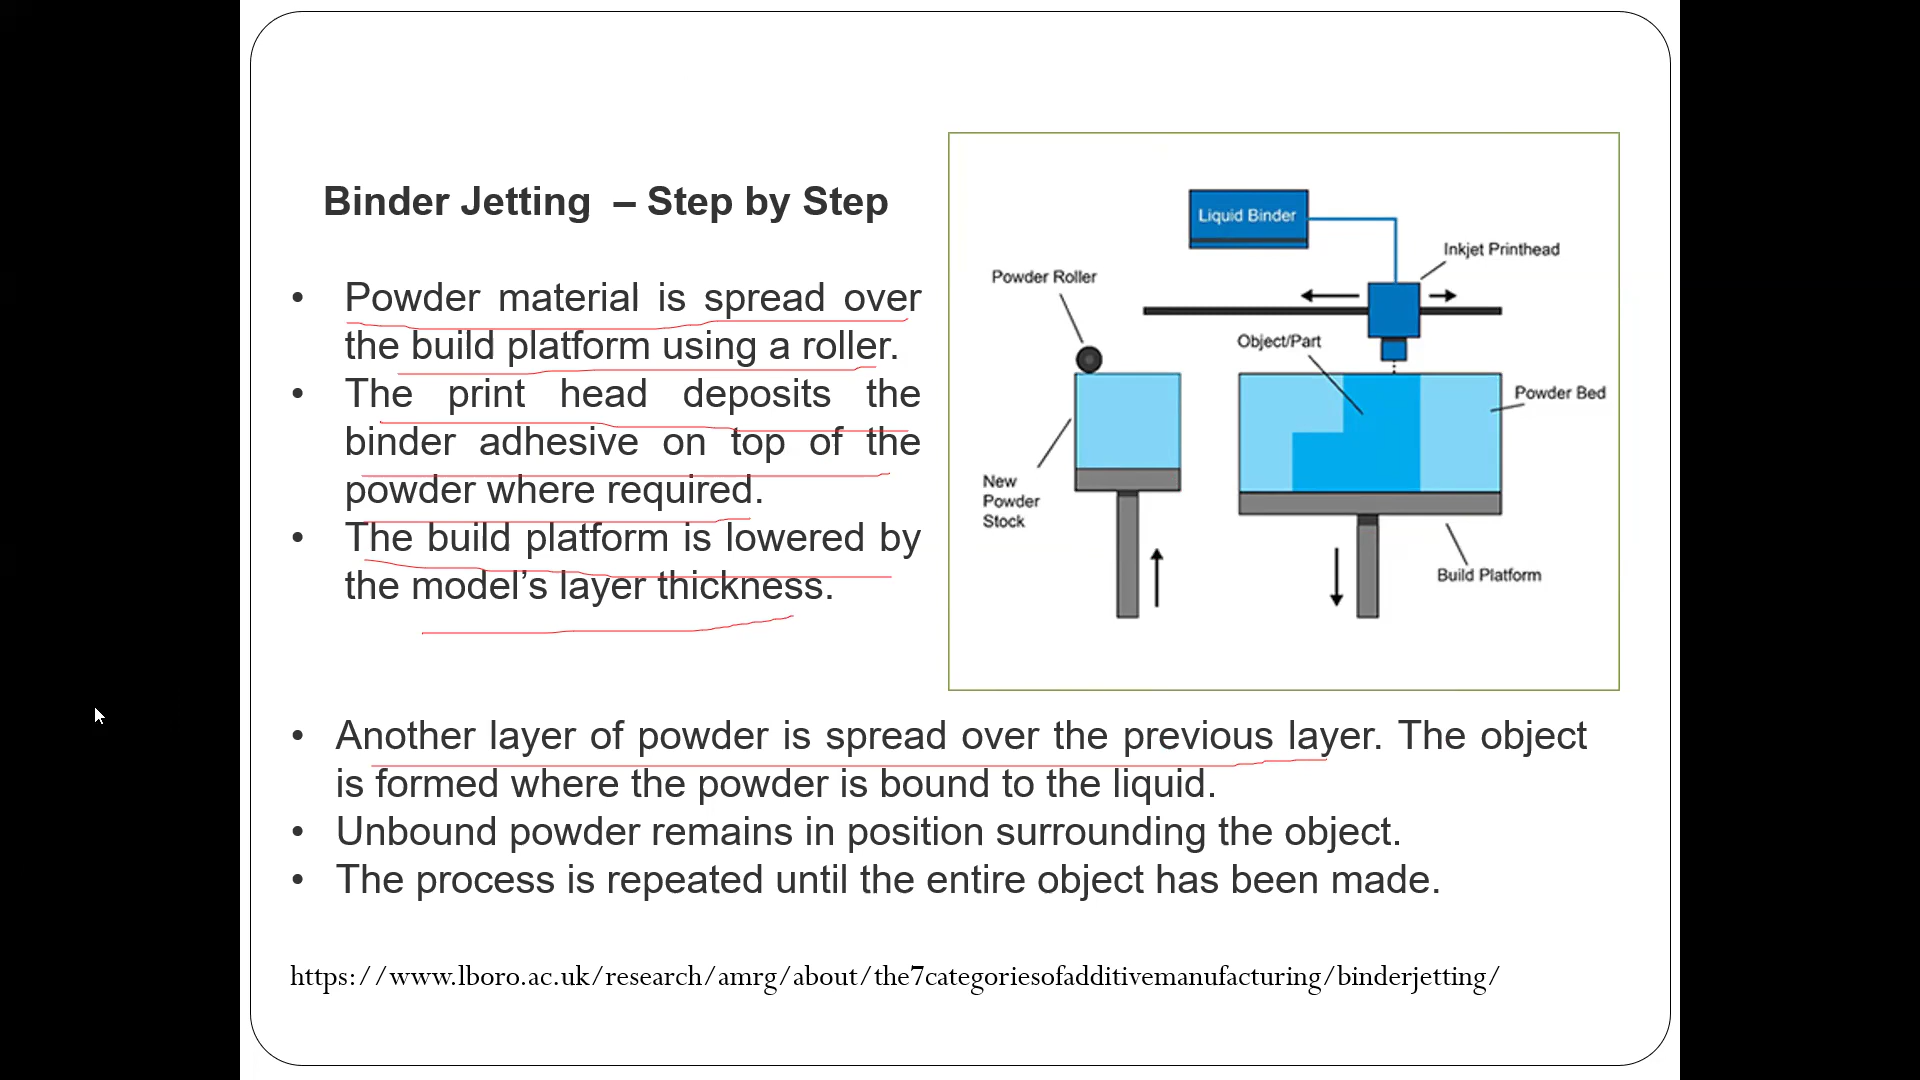 Binder Jetting – Step by Step
• Powder material is spread over
the build platform using a roller.
• The print head deposits the
binder adhesive on top of the
powder where required.
• The build platform is lowered by
the model’s layer thickness.
Liquid Binder
Inkjet Printhead
Powder Roller
Object/Part
Powder Bed
New
Powder
Stock
Build Platform
• Another layer of powder is spread over the previous layer. The object
is formed where the powder is bound to the liquid.
• Unbound powder remains in position surrounding the object.
• The process is repeated until the entire object has been made.
https://www.lboro.ac.uk/research/amrg/about/the7categoriesofadditivemanufacturing/binderjetting/